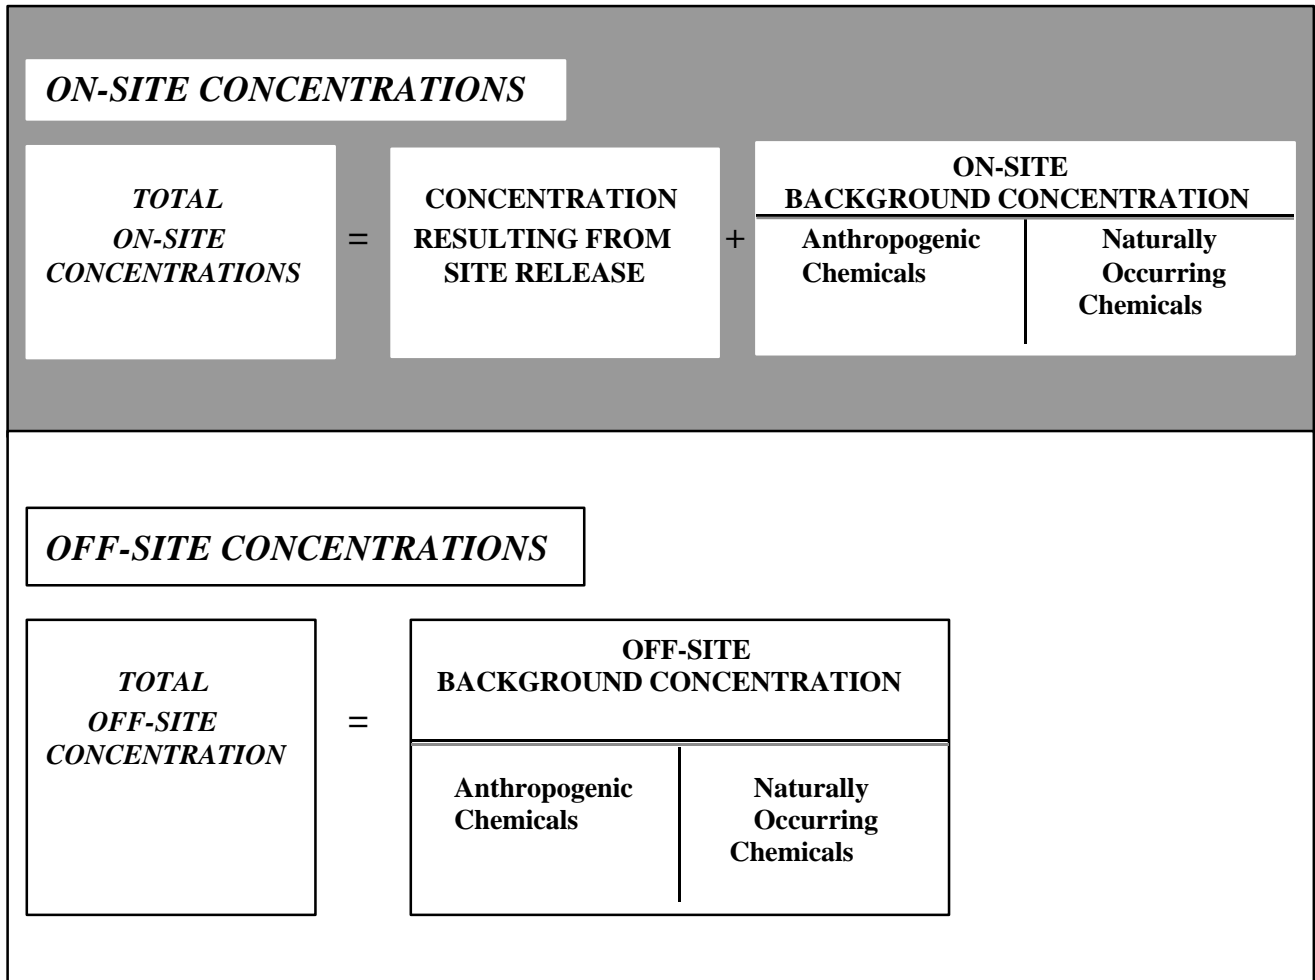 ON-SITE CONCENTRATIONS
TOTAL
ON-SITE
CONCENTRATIONS
=
CONCENTRATION
RESULTING FROM
SITE RELEASE
+
ON-SITE
BACKGROUND CONCENTRATION
Anthropogenic
Chemicals
Naturally
Occurring
Chemicals
OFF-SITE CONCENTRATIONS
TOTAL
OFF-SITE
CONCENTRATION
=
OFF-SITE
BACKGROUND CONCENTRATION
Anthropogenic
Chemicals
Naturally
Occurring
Chemicals